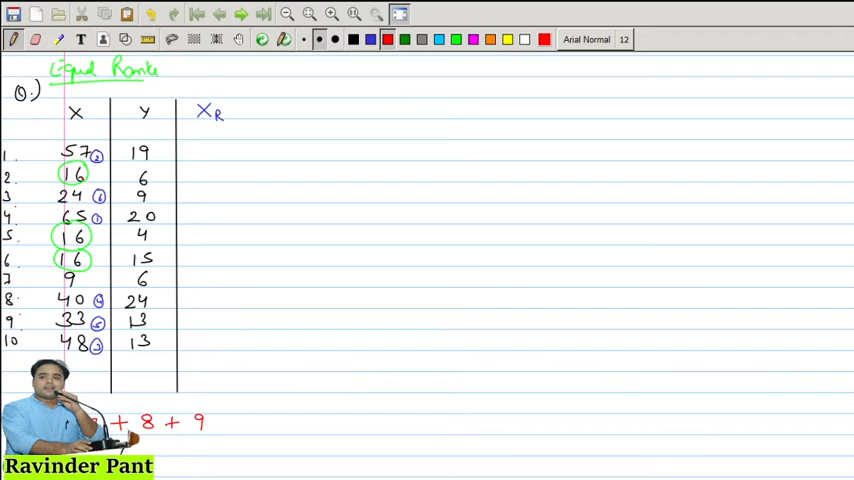 Arial Normal 12
Equal Ranks
Q.)
X Y XR
1. 57 ② 19
2. 16 6
3 24 ⑥ 9
4. 65 ① 20
5. 16 4
6. 16 15
7 9 6
8. 40 ④ 24
9. 33 ⑤ 13
10 48 ③ 13
+ 8 + 9
Ravinder Pant